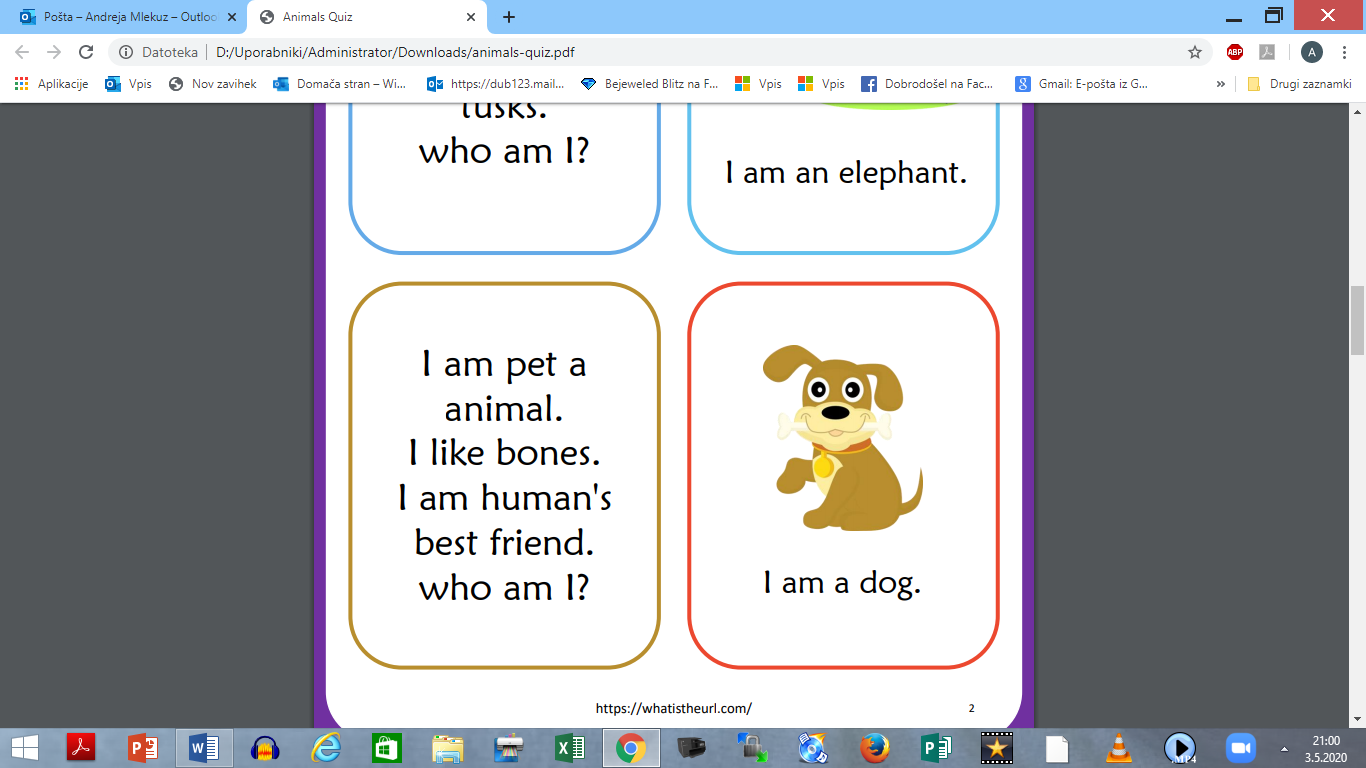 Pošta – Andreja Mlekuz – Outloo
Animals Quiz
Datoteka
D:/Uporabniki/Administrator/Downloads/animals-quiz.pdf
ABP
A
Aplikacije
Vpis
Nov zavihek
Domača stran – Wi...
https://dub123.mail...
Bejeweled Blitz na F...
Vpis
Vpis
Dobrodošel na Fac...
Gmail: E-pošta iz G...
»
Drugi zaznamki
tusks.
who am I?
I am an elephant.
I am pet a
animal.
I like bones.
I am human's
best friend.
who am I?
I am a dog.
https://whatistheurl.com/
2
MP4
21:00
3.5.2020